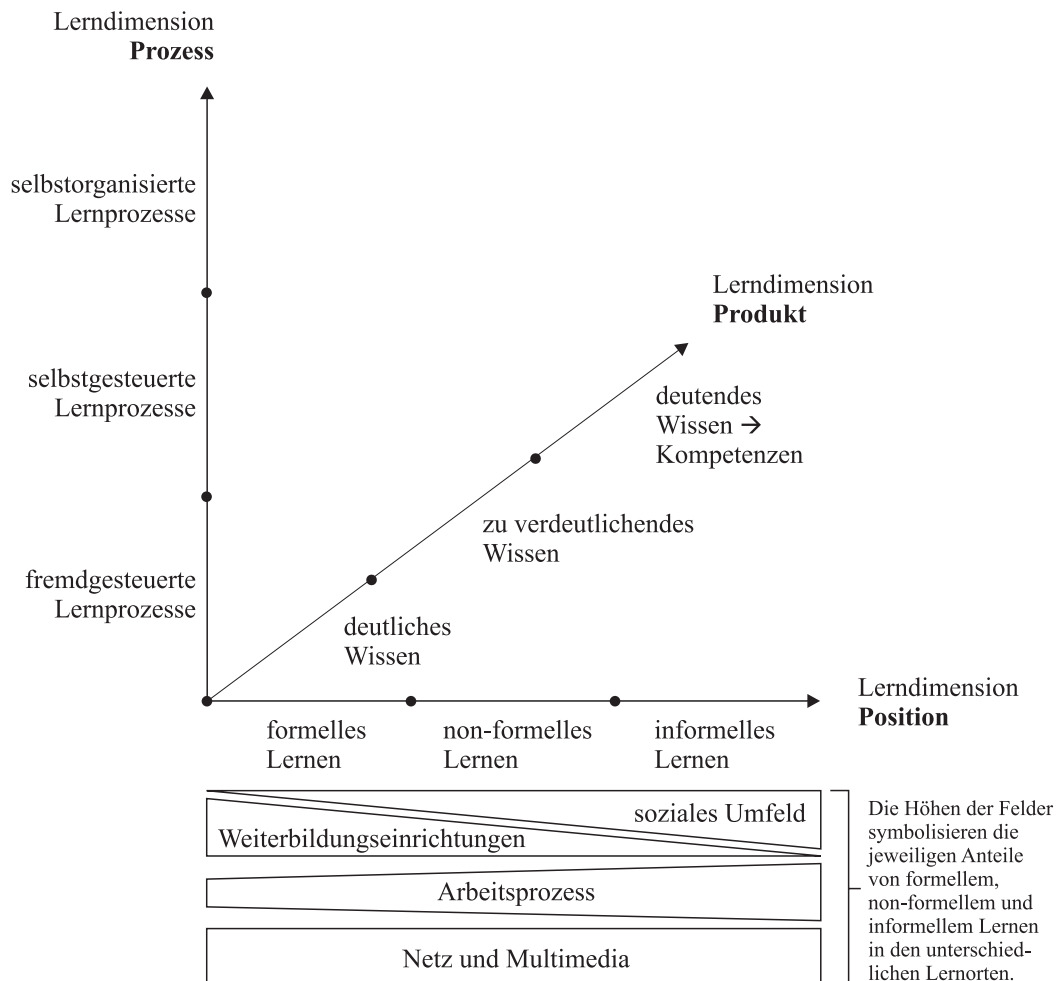 Lerndimension
Prozess
selbstorganisierte
Lernprozesse
Lerndimension
Produkt
selbstgesteuerte
Lernprozesse
deutendes
Wissen →
Kompetenzen
zu verdeutlichendes
Wissen
fremdgesteuerte
Lernprozesse
deutliches
Wissen
Lerndimension
Position
formelles
Lernen
non-formelles
Lernen
informelles
Lernen
soziales Umfeld
Weiterbildungseinrichtungen
Arbeitsprozess
Netz und Multimedia
Die Höhen der Felder
symbolisieren die
jeweiligen Anteile
von formellem,
non-formellem und
informellem Lernen
in den unterschied-
lichen Lernorten.